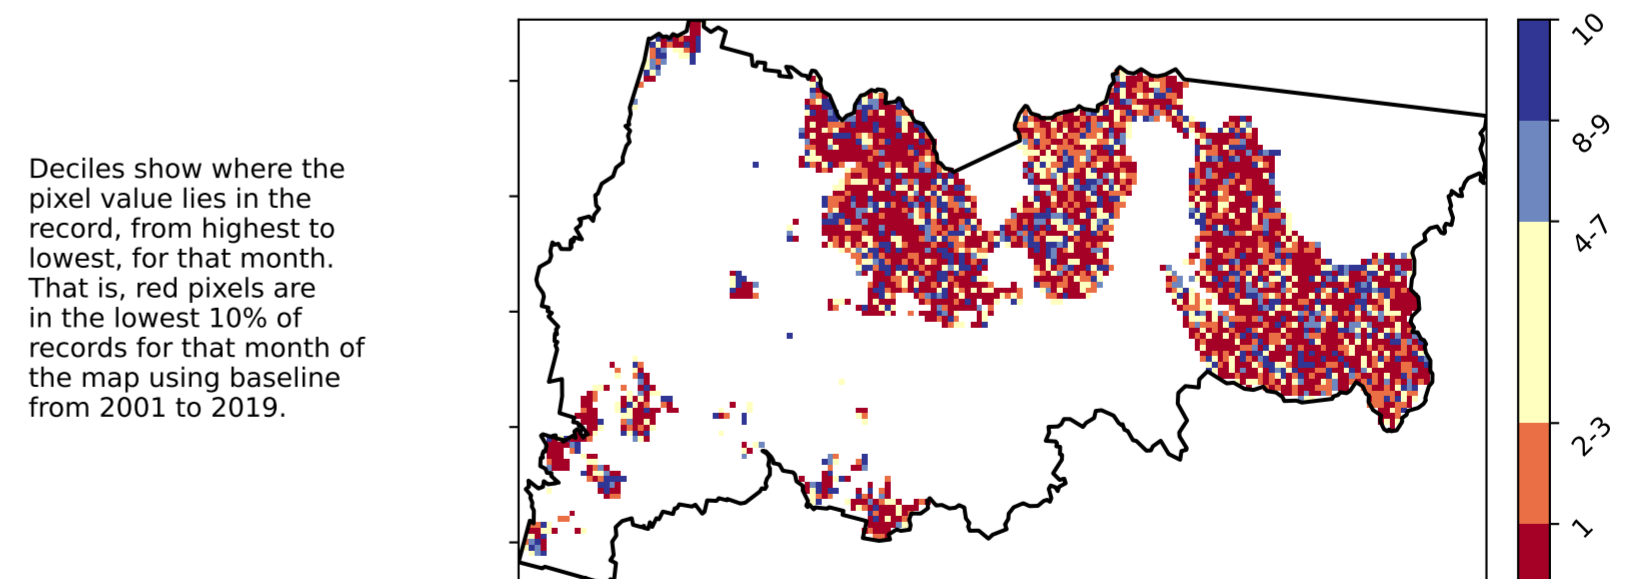 Deciles show where the
pixel value lies in the
record, from highest to
lowest, for that month.
That is, red pixels are
in the lowest 10% of
records for that month of
the map using baseline
from 2001 to 2019.
10
8-9
4-7
2-3
1